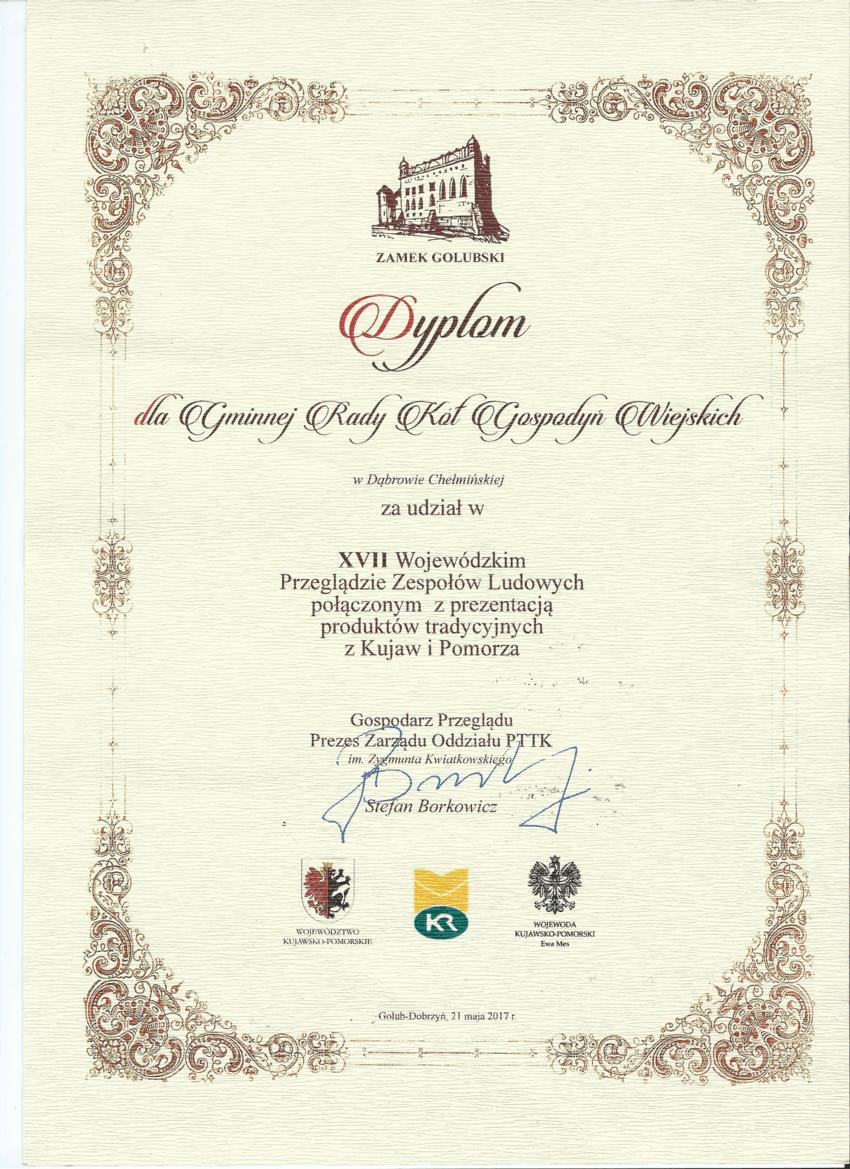 ZAMEK GOLUBSKI
Dyplom
dla Gminnej Rady Kół Gospodyń Wiejskich
w Dąbrowie Chełmińskiej
za udział w
XVII Wojewódzkim
Przeglądzie Zespołów Ludowych
połączonym z prezentacją
produktów tradycyjnych
z Kujaw i Pomorza
Gospodarz Przeglądu
Prezes Zarządu Oddziału PTTK
im. Zygmunta Kwiatkowskiego
Stefan Borkowicz
WOJEWÓDZTWO
KUJAWSKO-POMORSKIE
KR
WOJEWODA
KUJAWSKO-POMORSKI
Ewa Mes
Golub-Dobrzyń, 21 maja 2017 r.